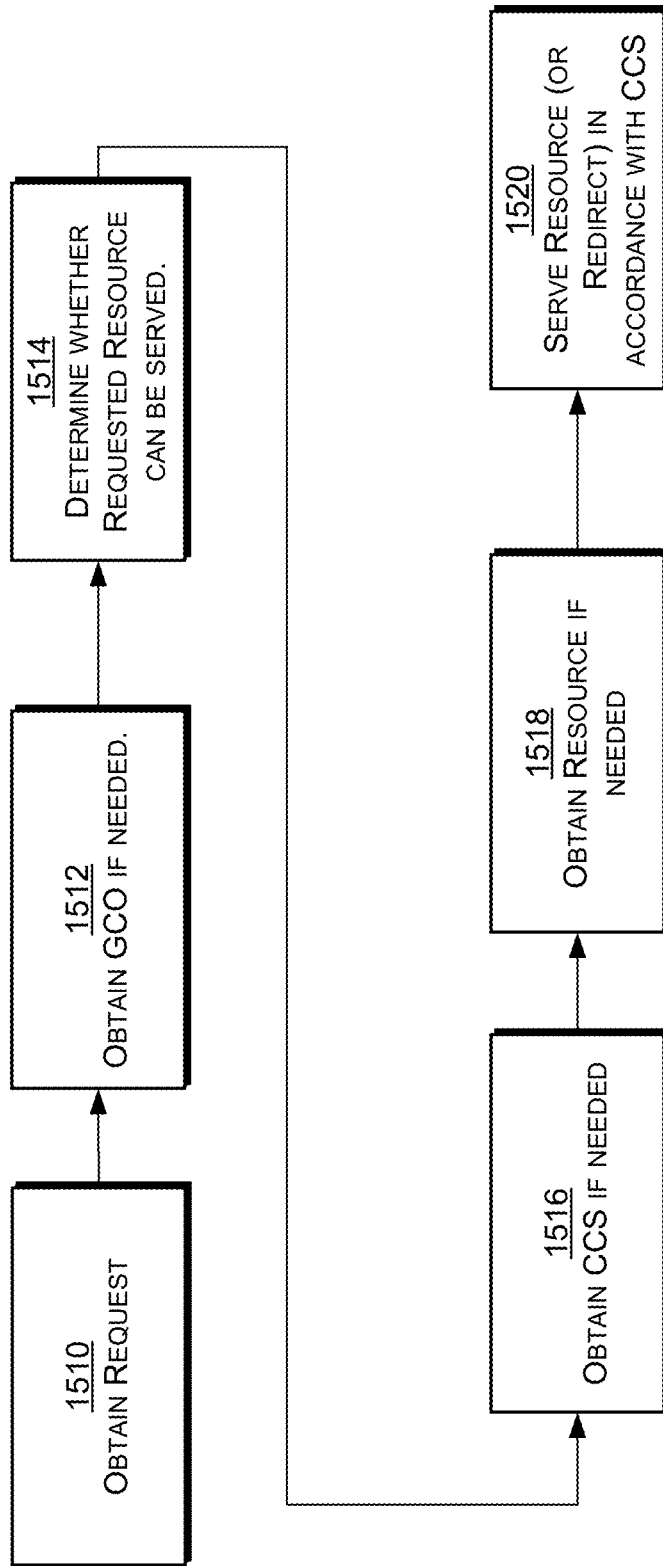 1510
Obtain Request
1512
Obtain GCO if needed.
1514
Determine whether
Requested Resource
can be served.
1516
Obtain CCS if needed
1518
Obtain Resource if
needed
1520
Serve Resource (or
Redirect) in
accordance with CCS